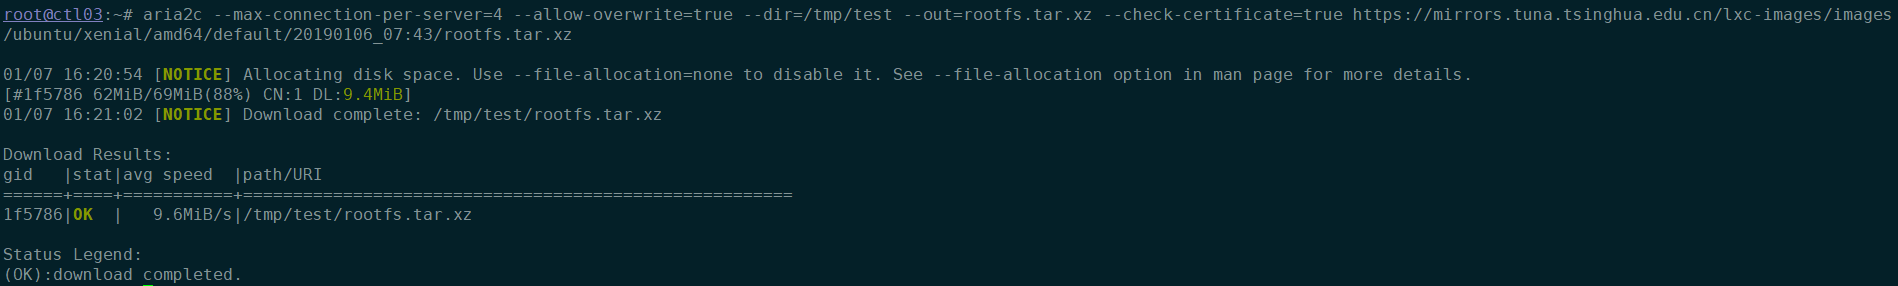 root@ctl03:~# aria2c --max-connection-per-server=4 --allow-overwrite=true --dir=/tmp/test --out=rootfs.tar.xz --check-certificate=true https://mirrors.tuna.tsinghua.edu.cn/lxc-images/images
/ubuntu/xenial/amd64/default/20190106_07:43/rootfs.tar.xz
01/07 16:20:54 [NOTICE] Allocating disk space. Use --file-allocation=none to disable it. See --file-allocation option in man page for more details.
[#1f5786 62MiB/69MiB(88%) CN:1 DL:9.4MiB]
01/07 16:21:02 [NOTICE] Download complete: /tmp/test/rootfs.tar.xz
Download Results:
gid   |stat|avg speed  |path/URI
======+====+===========+=======================================================
1f5786|OK  |   9.6MiB/s|/tmp/test/rootfs.tar.xz
Status Legend:
(OK):download completed.